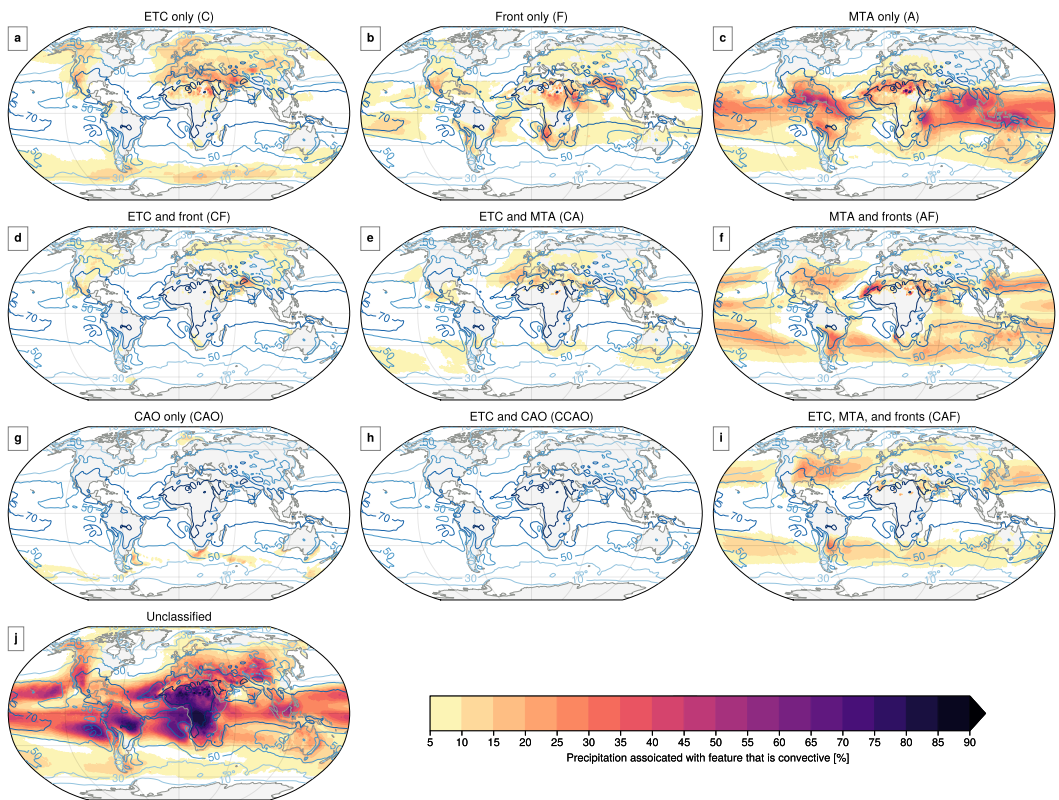 ETC only (C)
Front only (F)
MTA only (A)
a
b
c
ETC and front (CF)
ETC and MTA (CA)
MTA and fronts (AF)
d
e
f
CAO only (CAO)
ETC and CAO (CCAO)
ETC, MTA, and fronts (CAF)
g
h
i
Unclassified
j
5 10 15 20 25 30 35 40 45 50 55 60 65 70 75 80 85 90
Precipitation assoicated with feature that is convective [%]